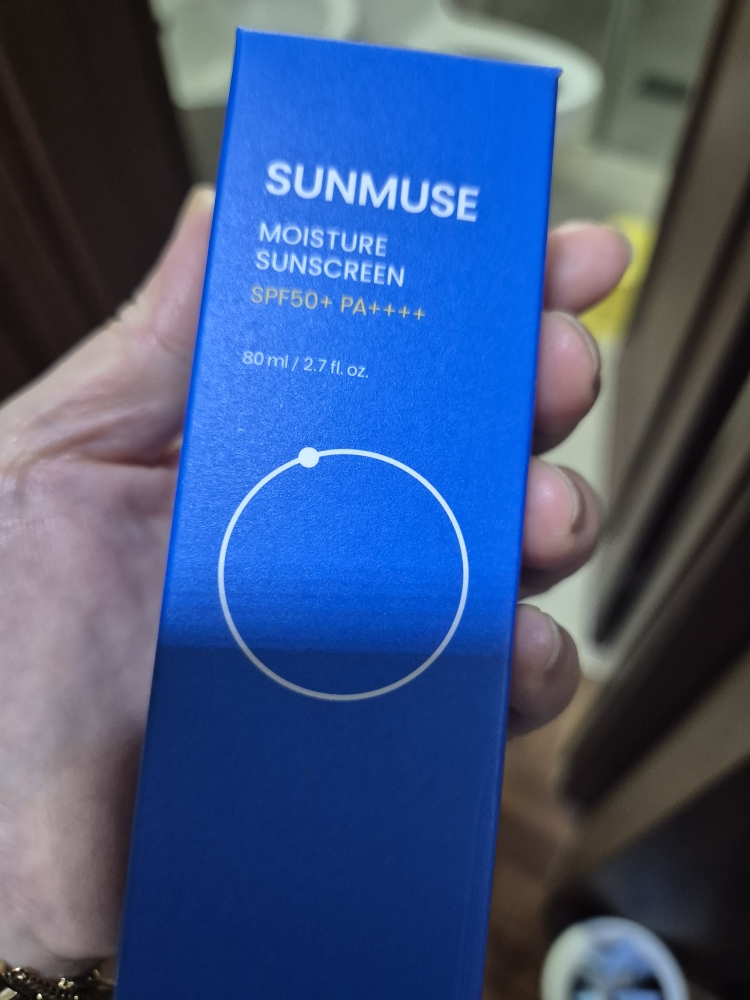 SUNMUSE
MOISTURE
SUNSCREEN
SPF50+ PA++++
80 ml / 2.7 fl. oz.